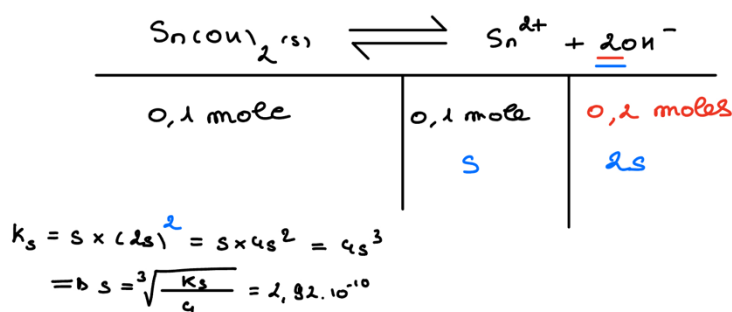 Sn(OH)₂(s) ⇌ Sn²⁺ + 2OH⁻
0,1 mole 0,1 mole 0,2 moles
s 2s
Ks = s × (2s)² = s × 4s² = 4s³
=> s = ³√(Ks/4) = 2,92.10⁻¹⁰